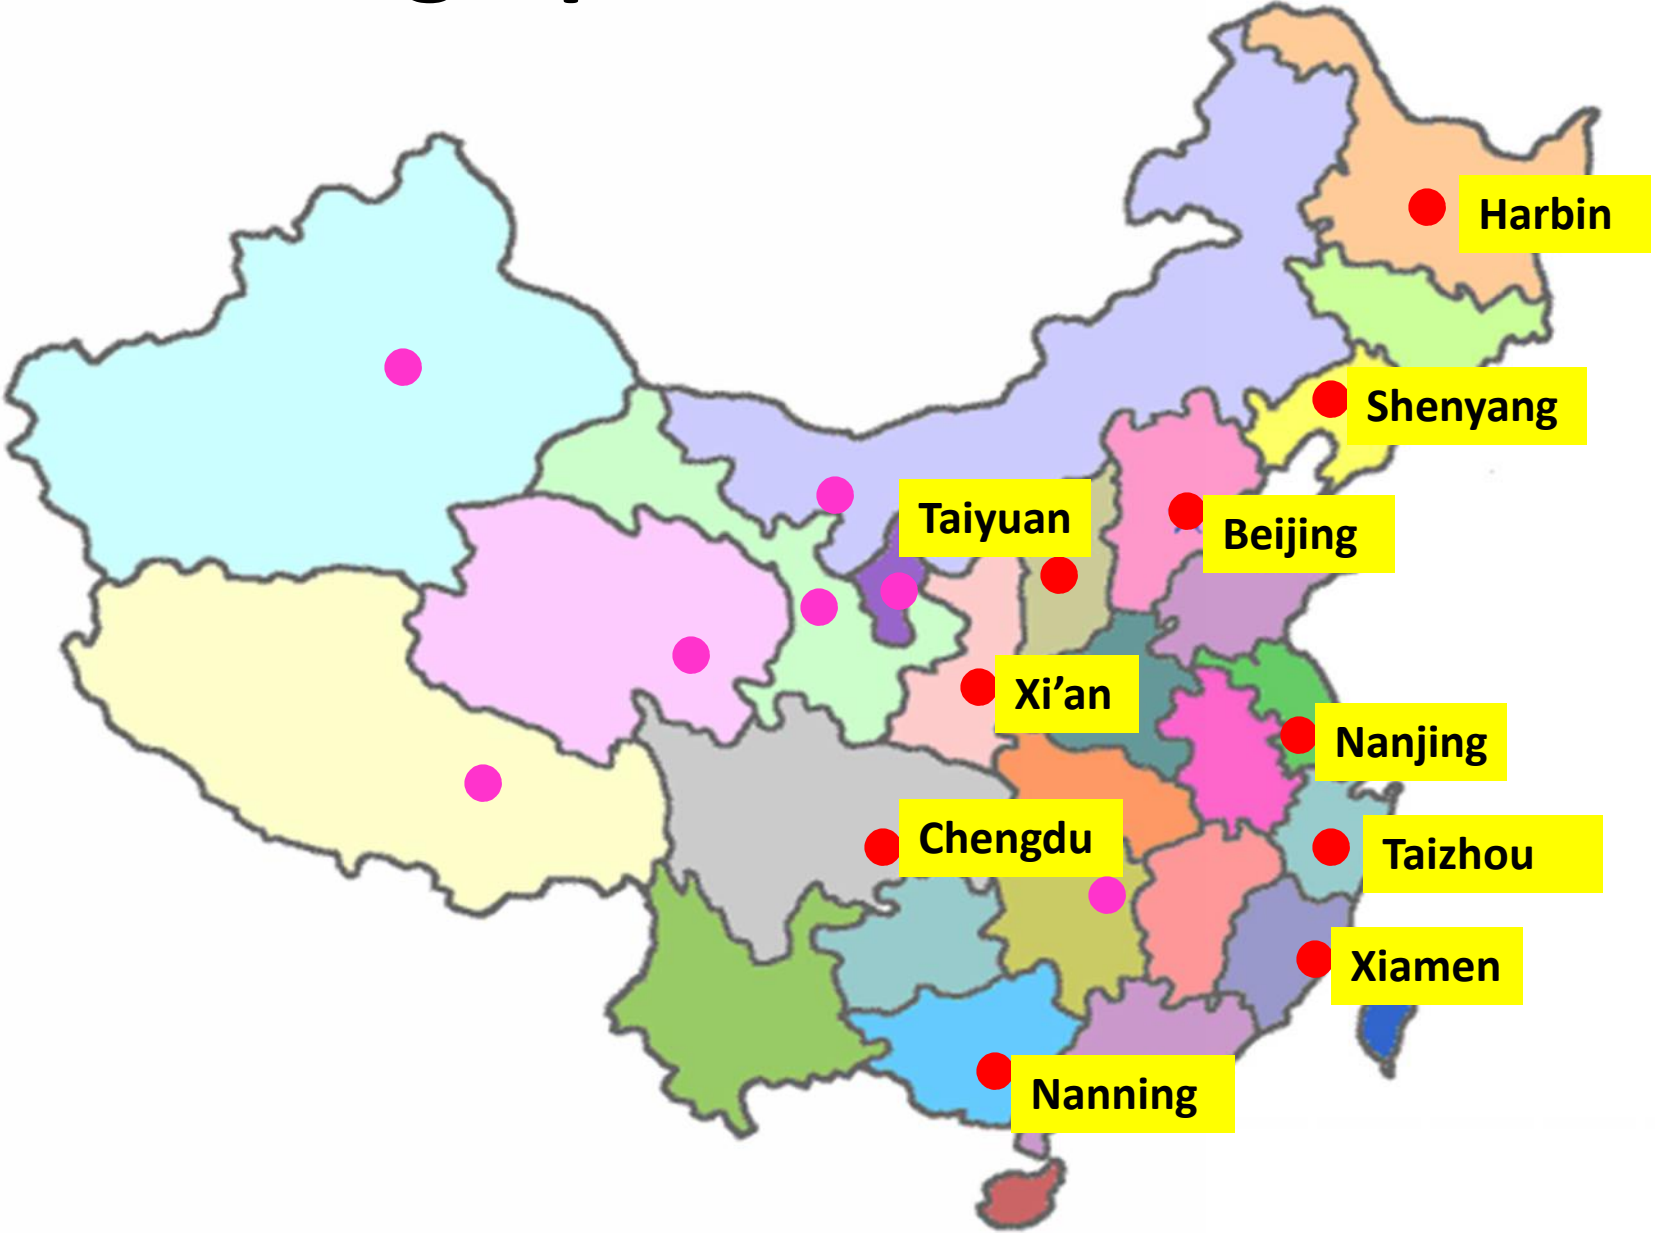 Harbin
Shenyang
Taiyuan
Beijing
Xi’an
Nanjing
Chengdu
Taizhou
Xiamen
Nanning